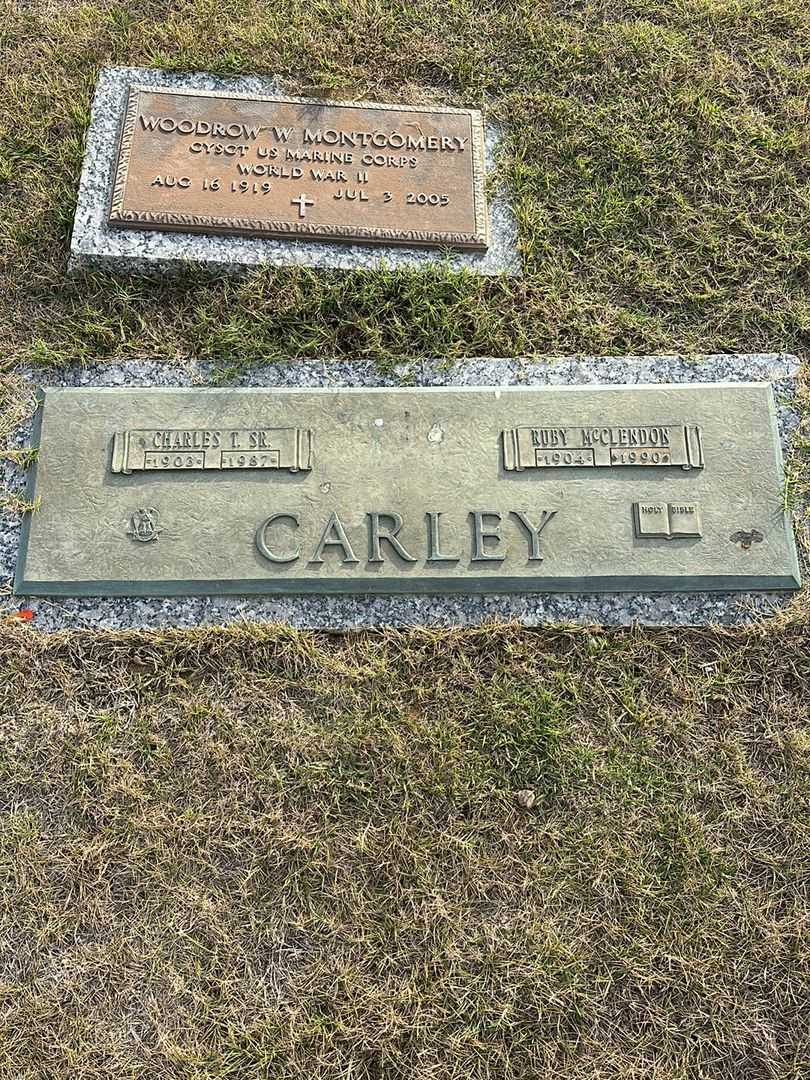 WOODROW W MONTGOMERY
GYSGT US MARINE CORPS
WORLD WAR II
AUG 16 1919 JUL 3 2005
CHARLES T. SR.
1903 1987
RUBY McCLENDON
1904 1990
HOLY BIBLE
CARLEY